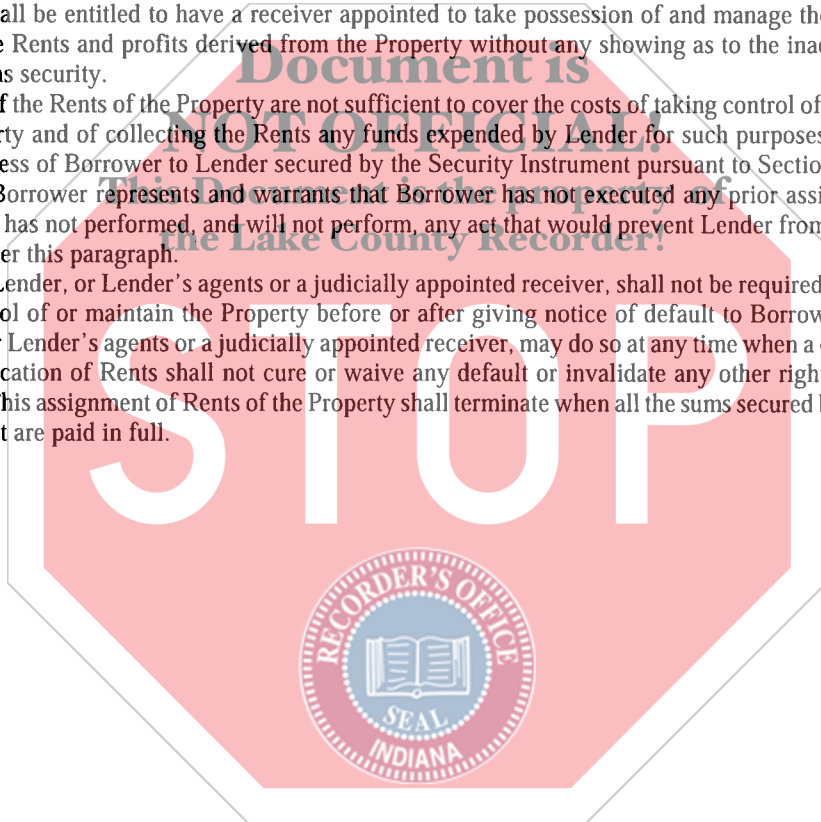 all be entitled to have a receiver appointed to take possession of and manage th
e Rents and profits derived from the Property without any showing as to the ina
s security.
f the Rents of the Property are not sufficient to cover the costs of taking control of
rty and of collecting the Rents any funds expended by Lender for such purposes
ess of Borrower to Lender secured by the Security Instrument pursuant to Sectio
Borrower represents and warrants that Borrower has not executed any prior assi
has not performed, and will not perform, any act that would prevent Lender from
er this paragraph.
Lender, or Lender's agents or a judicially appointed receiver, shall not be required
ol of or maintain the Property before or after giving notice of default to Borrow
Lender's agents or a judicially appointed receiver, may do so at any time when a
cation of Rents shall not cure or waive any default or invalidate any other righ
his assignment of Rents of the Property shall terminate when all the sums secured
t are paid in full.
Document is
NOT OFFICIAL!
This Document is the property of
the Lake County Recorder!
STOP
RECORDER'S OFFICE
SEAL
INDIANA